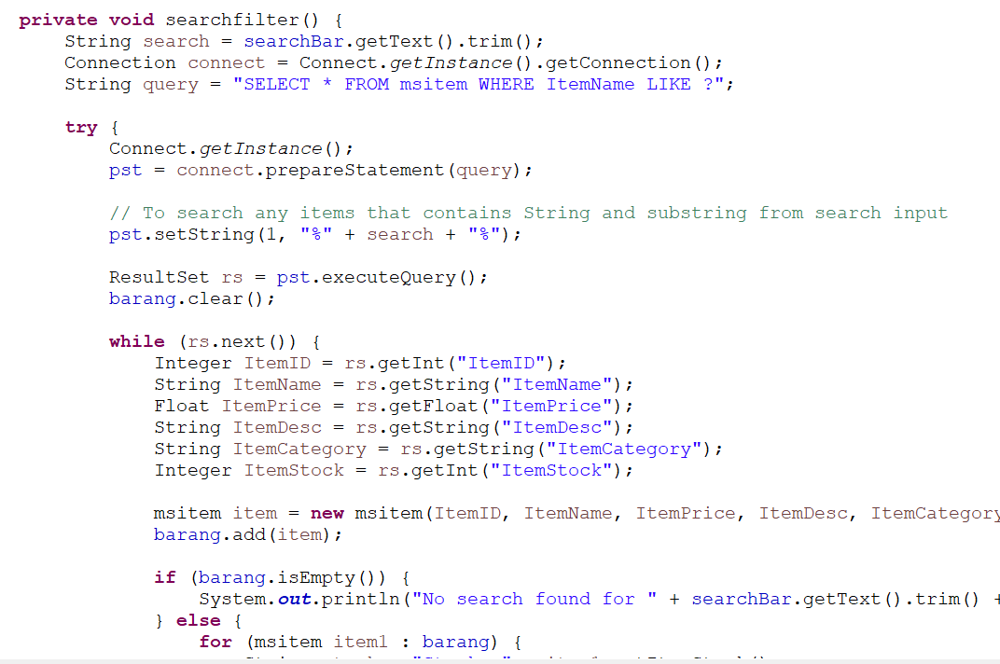 private void searchfilter() {
String search = searchBar.getText().trim();
Connection connect = Connect.getInstance().getConnection();
String query = "SELECT * FROM msitem WHERE ItemName LIKE ?";
try {
Connect.getInstance();
pst = connect.prepareStatement(query);
// To search any items that contains String and substring from search input
pst.setString(1, "%" + search + "%");
ResultSet rs = pst.executeQuery();
barang.clear();
while (rs.next()) {
Integer ItemID = rs.getInt("ItemID");
String ItemName = rs.getString("ItemName");
Float ItemPrice = rs.getFloat("ItemPrice");
String ItemDesc = rs.getString("ItemDesc");
String ItemCategory = rs.getString("ItemCategory");
Integer ItemStock = rs.getInt("ItemStock");
msitem item = new msitem(ItemID, ItemName, ItemPrice, ItemDesc, ItemCategory
barang.add(item);
if (barang.isEmpty()) {
System.out.println("No search found for " + searchBar.getText().trim() +
} else {
for (msitem item1 : barang) {